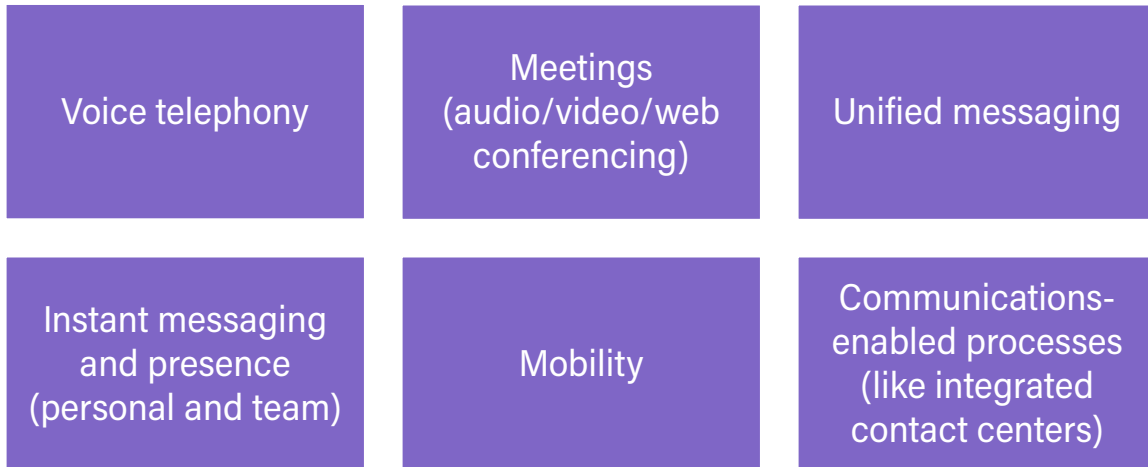 Voice telephony
Meetings
(audio/video/web
conferencing)
Unified messaging
Instant messaging
and presence
(personal and team)
Mobility
Communications-
enabled processes
(like integrated
contact centers)